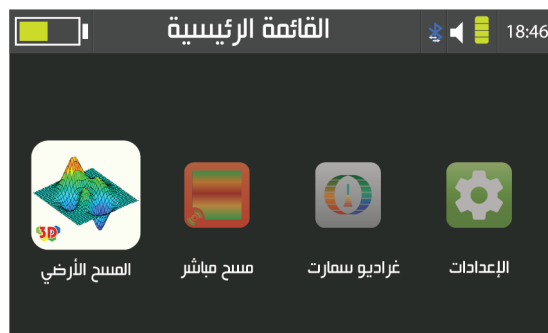 القائمة الرئيسية
18:46
3D
المسح الأرضي
مسح مباشر
غراديو سمارت
الإعدادات